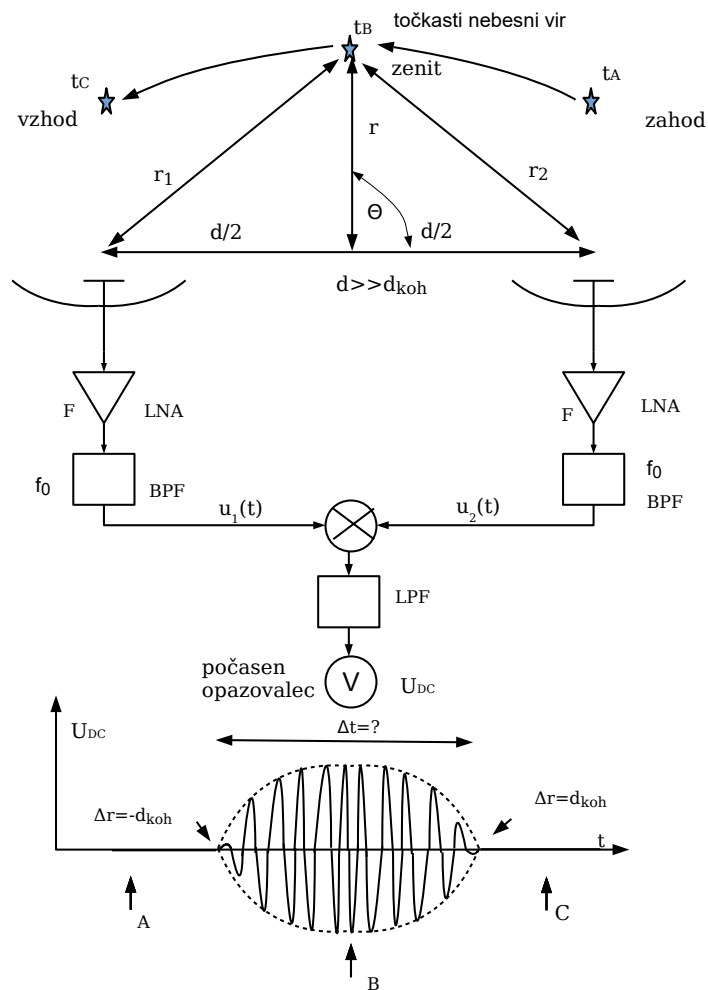 točkasti nebesni vir
tB
zenit
tC
tA
vzhod
zahod
r
r1
r2
Θ
d/2
d/2
d>>dkoh
F
LNA
F
LNA
f0
BPF
f0
BPF
u1(t)
u2(t)
LPF
počasen
opazovalec
V
UDC
Δt=?
UDC
Δr=-dkoh
Δr=dkoh
t
A
C
B